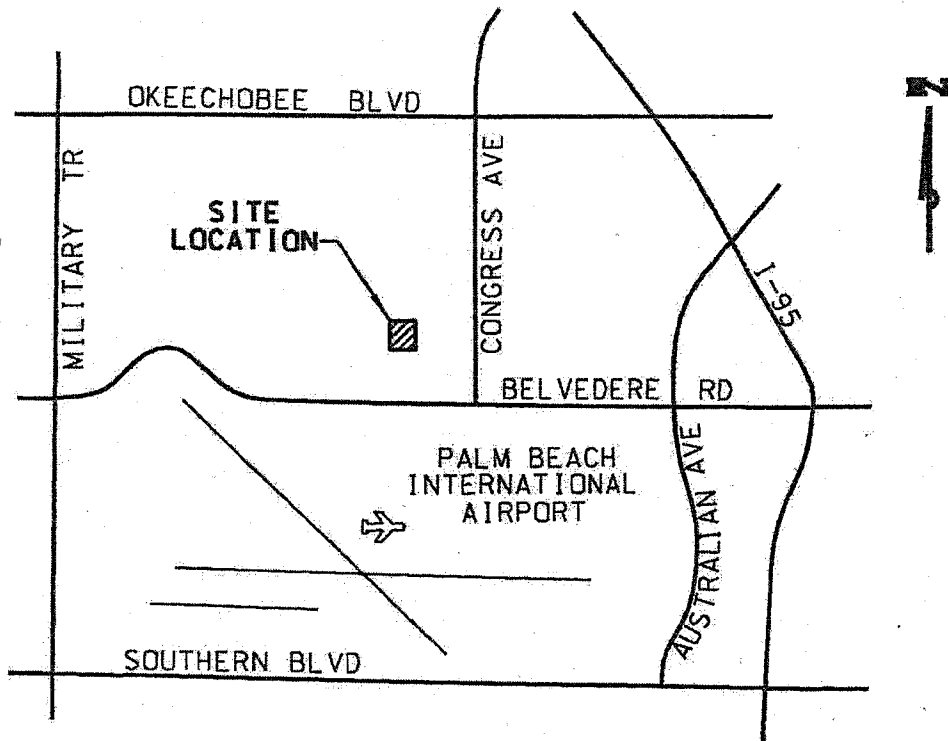 N
OKEECHOBEE BLVD
MILITARY TR
CONGRESS AVE
SITE
LOCATION
I-95
BELVEDERE RD
PALM BEACH
INTERNATIONAL
AIRPORT
AUSTRALIAN AVE
SOUTHERN BLVD